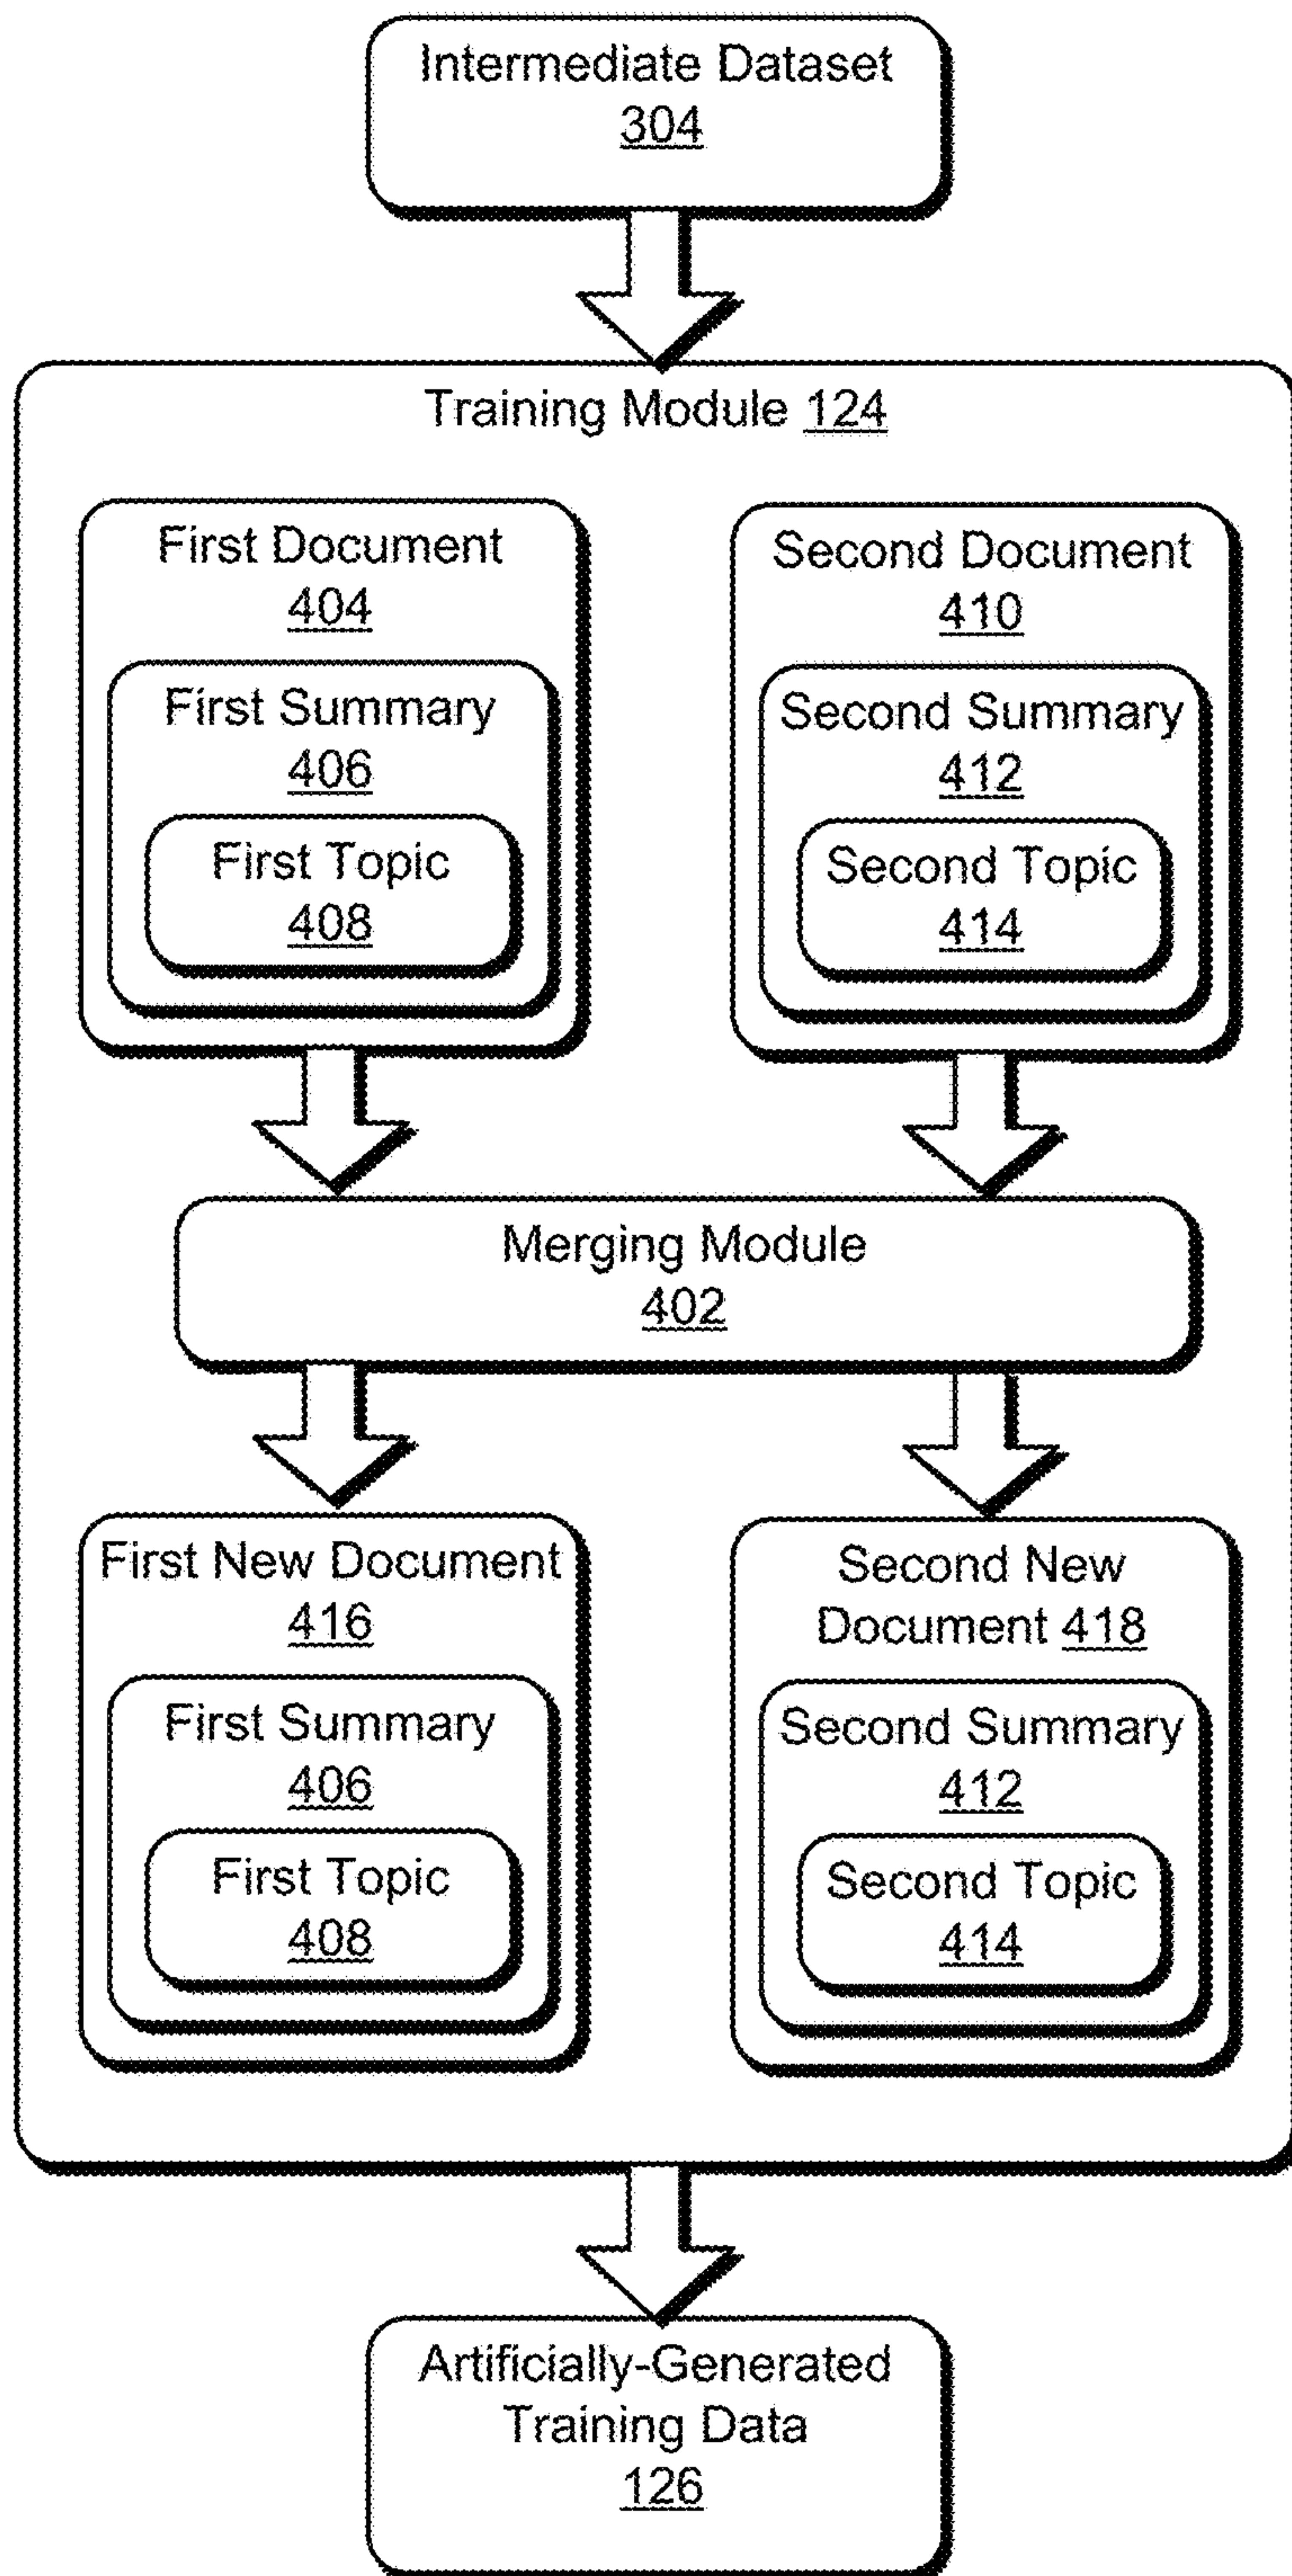 Intermediate Dataset
304
Training Module 124
First Document
404
First Summary
406
First Topic
408
Second Document
410
Second Summary
412
Second Topic
414
Merging Module
402
First New Document
416
First Summary
406
First Topic
408
Second New
Document 418
Second Summary
412
Second Topic
414
Artificially-Generated
Training Data
126